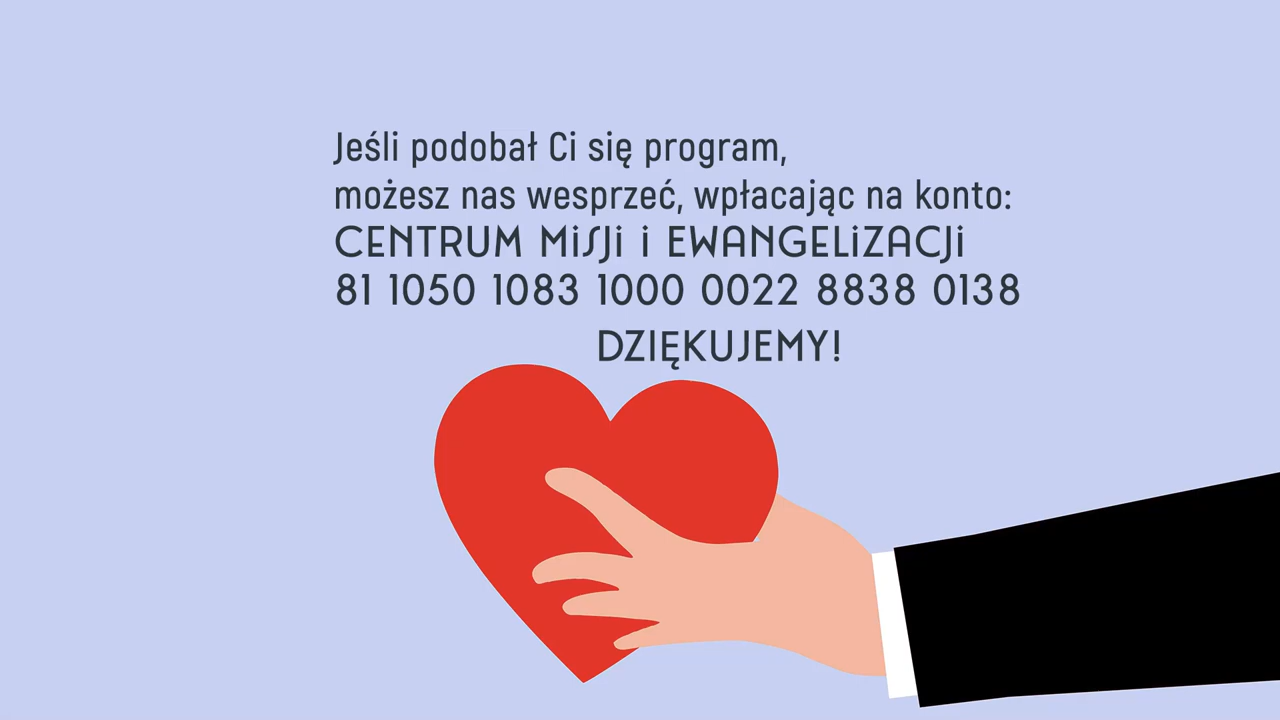 Jeśli podobał Ci się program,
możesz nas wesprzeć, wpłacając na konto:
CENTRUM MiSJi i EWANGELiZACJi
81 1050 1083 1000 0022 8838 0138
DZIĘKUJEMY!